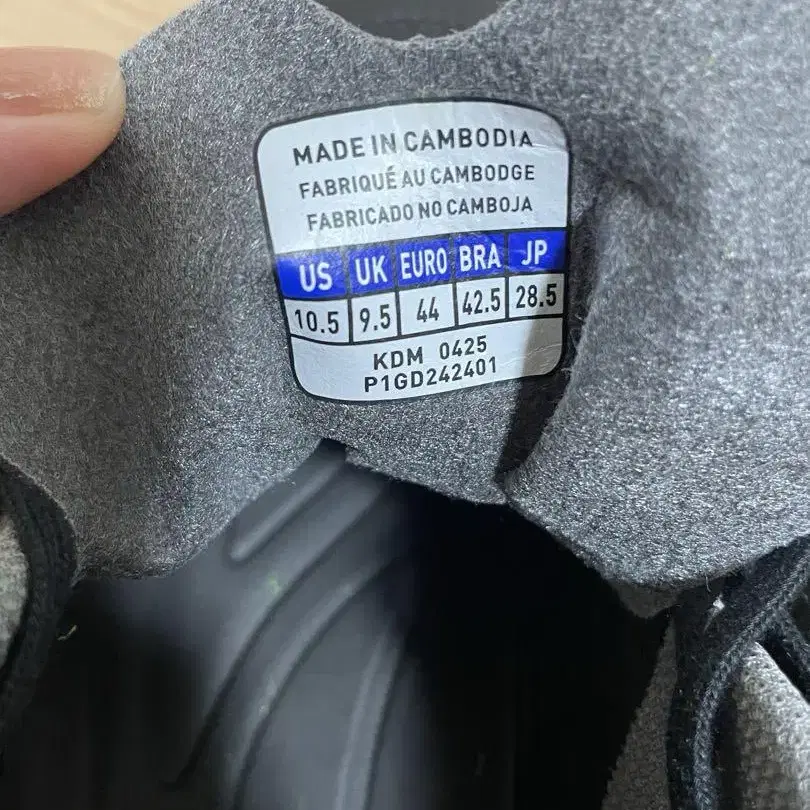 MADE IN CAMBODIA
FABRIQUÉ AU CAMBODGE
FABRICADO NO CAMBOJA
US UK EURO BRA JP
10.5 9.5 44 42.5 28.5
KDM 0425
P1GD242401